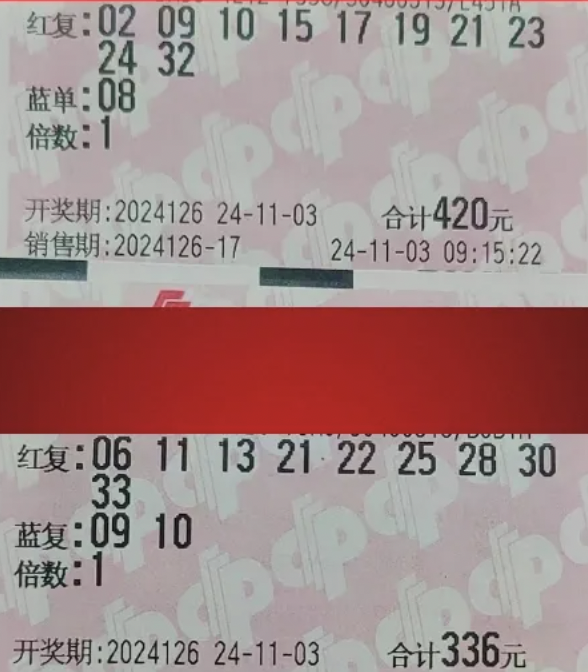 红复:02 09 10 15 17 19 21 23
24 32
蓝单:08
倍数:1
开奖期:2024126 24-11-03 合计420元
销售期:2024126-17 24-11-03 09:15:22
红复:06 11 13 21 22 25 28 30
33
蓝复:09 10
倍数:1
开奖期:2024126 24-11-03 合计336元